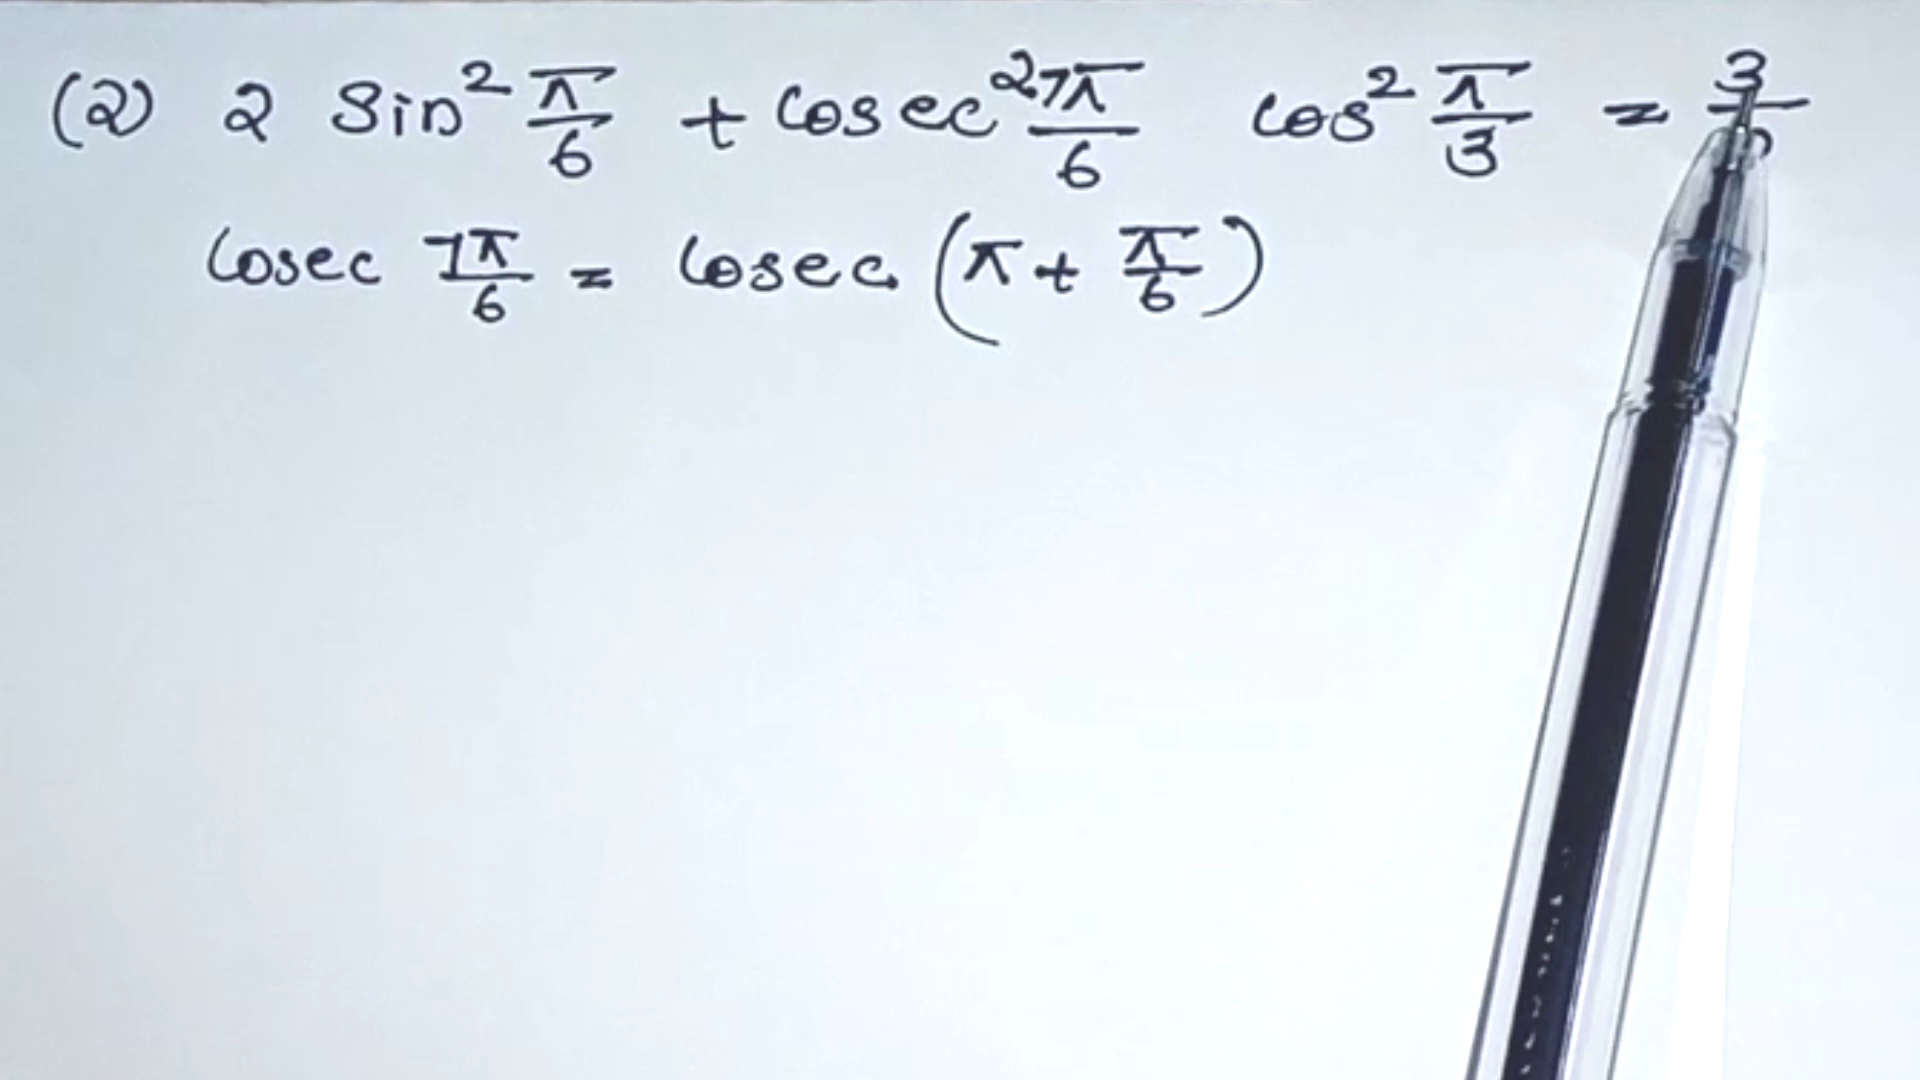 (2) 2 Sin² π/6 + Cosec² 7π/6 cos² π/3 = 3/
Cosec 7π/6 = Cosec (π + π/6)